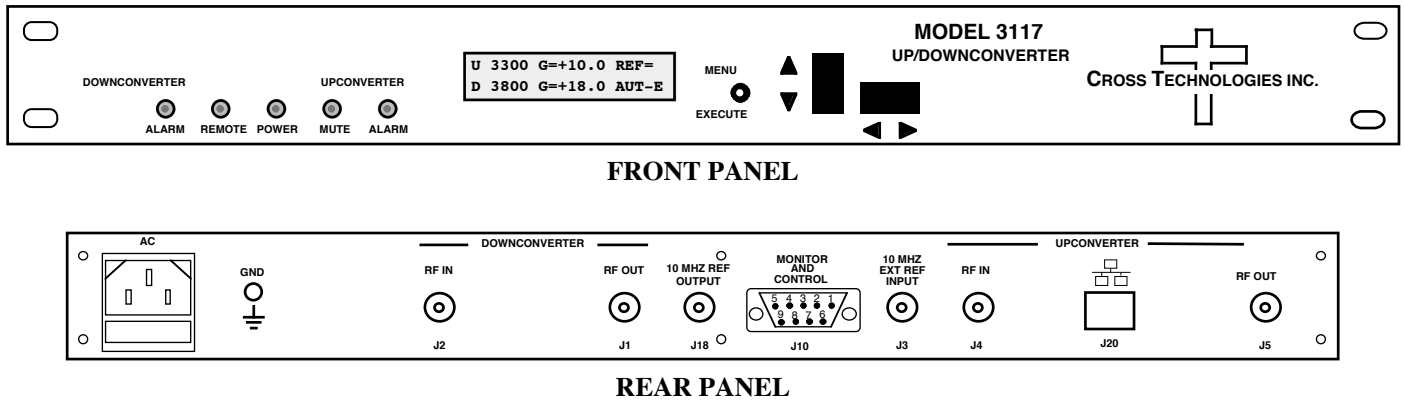 MODEL 3117
UP/DOWNCONVERTER
CROSS TECHNOLOGIES INC.
U 3300 G=+10.0 REF=
D 3800 G=+18.0 AUT-E
MENU
EXECUTE
DOWNCONVERTER
UPCONVERTER
ALARM
REMOTE
POWER
MUTE
ALARM
FRONT PANEL
AC
GND
DOWNCONVERTER
RF IN
J2
RF OUT
J1
10 MHZ REF
OUTPUT
J18
MONITOR
AND
CONTROL
5 4 3 2 1
9 8 7 6
J10
10 MHZ
EXT REF
INPUT
J3
UPCONVERTER
RF IN
J4
J20
RF OUT
J5
REAR PANEL